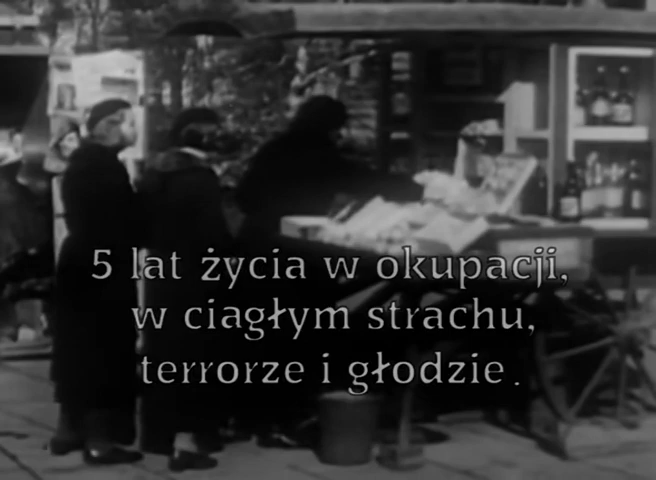 5 lat życia w okupacji,
w ciagłym strachu,
terrorze i głodzie.